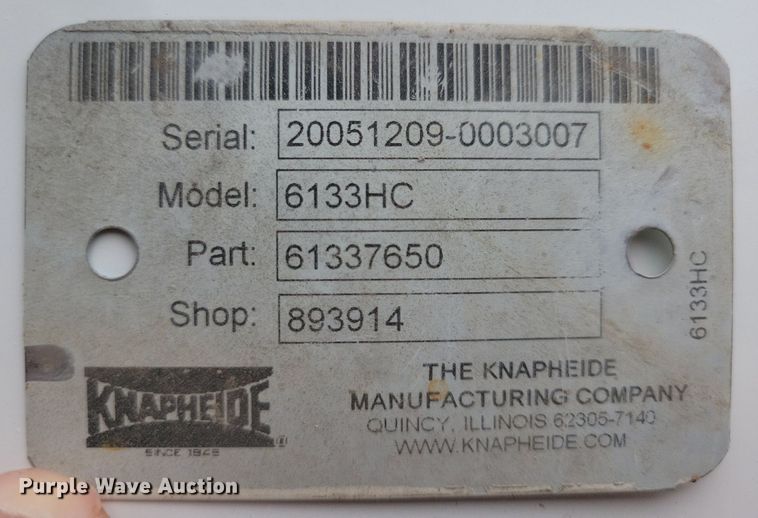 Serial: 20051209-0003007
Model: 6133HC
Part: 61337650
Shop: 893914
6133HC
KNAPHEIDE
SINCE 1848
THE KNAPHEIDE
MANUFACTURING COMPANY
QUINCY, ILLINOIS 62305-7140
WWW.KNAPHEIDE.COM
Purple Wave Auction